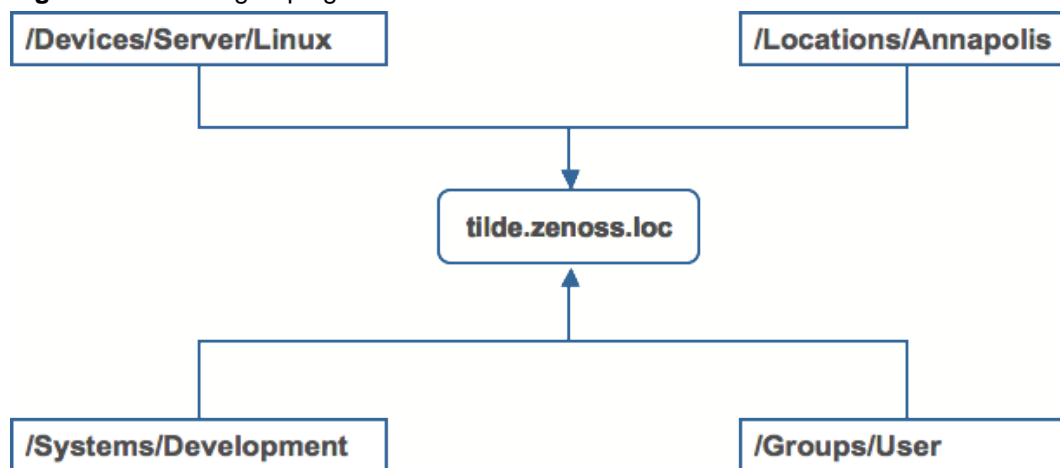 /Devices/Server/Linux
/Locations/Annapolis
tilde.zenoss.loc
/Systems/Development
/Groups/User